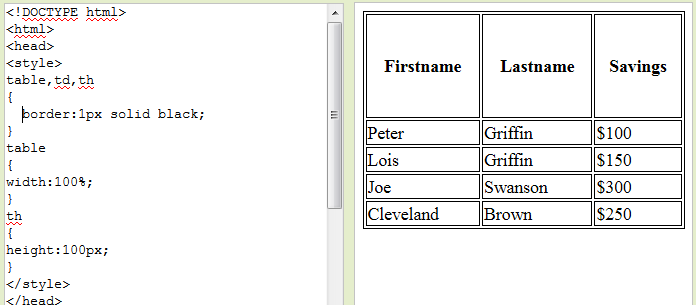 <!DOCTYPE html>
<html>
<head>
<style>
table,td,th
{
border:1px solid black;
}
table
{
width:100%;
}
th
{
height:100px;
}
</style>
</head>
Firstname Lastname Savings
Peter Griffin $100
Lois Griffin $150
Joe Swanson $300
Cleveland Brown $250